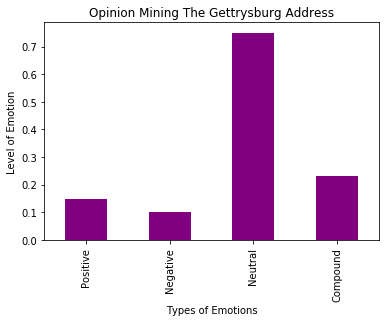 Opinion Mining The Gettrysburg Address
Level of Emotion
0.7
0.6
0.5
0.4
0.3
0.2
0.1
0.0
Positive
Negative
Neutral
Compound
Types of Emotions